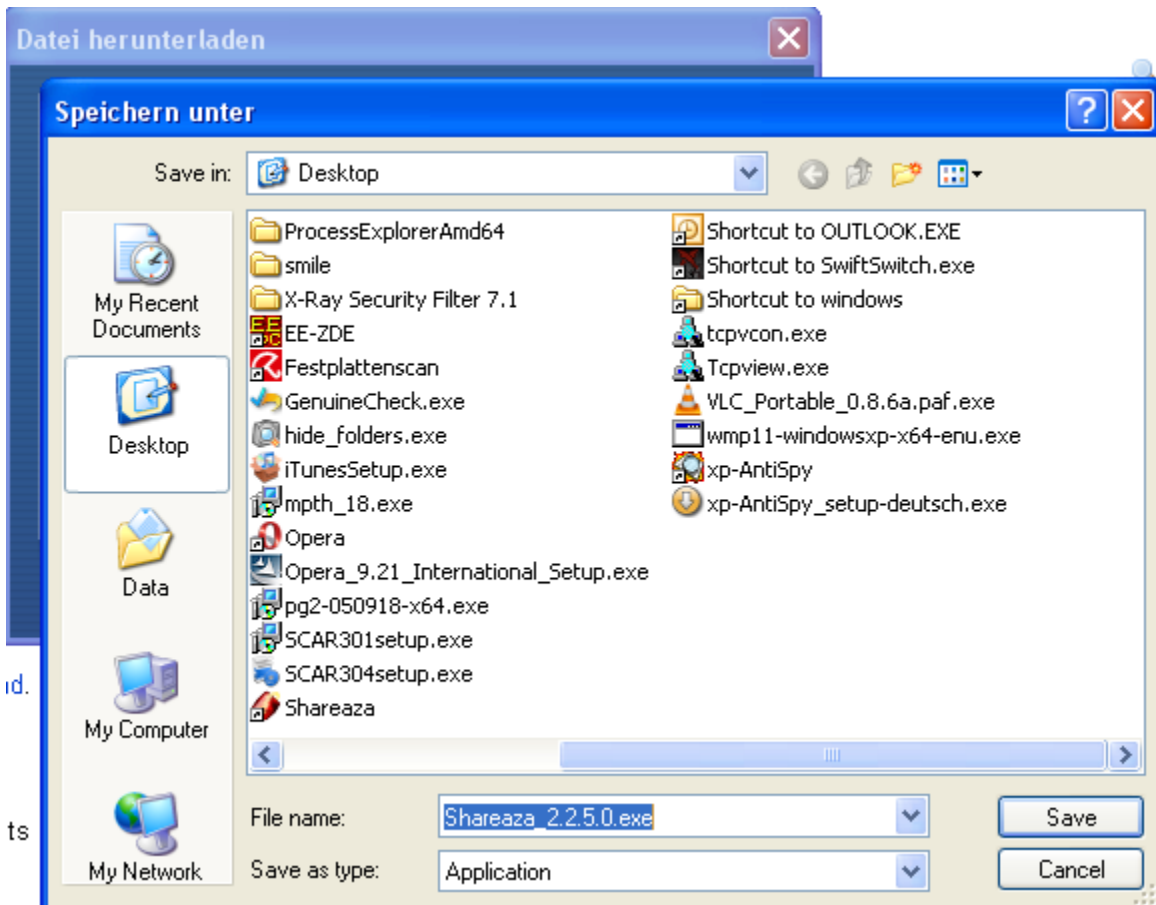 Datei herunterladen
Speichern unter
Save in:
Desktop
My Recent
Documents
Desktop
Data
My Computer
My Network
ProcessExplorerAmd64
smile
X-Ray Security Filter 7.1
EE-ZDE
Festplattenscan
GenuineCheck.exe
hide_folders.exe
iTunesSetup.exe
mpth_18.exe
Opera
Opera_9.21_International_Setup.exe
pg2-050918-x64.exe
SCAR301setup.exe
SCAR304setup.exe
Shareaza
Shortcut to OUTLOOK.EXE
Shortcut to SwiftSwitch.exe
Shortcut to windows
tcpvcon.exe
Tcpview.exe
VLC_Portable_0.8.6a.paf.exe
wmp11-windowsxp-x64-enu.exe
xp-AntiSpy
xp-AntiSpy_setup-deutsch.exe
File name:
Shareaza_2.2.5.0.exe
Save
Save as type:
Application
Cancel
ts